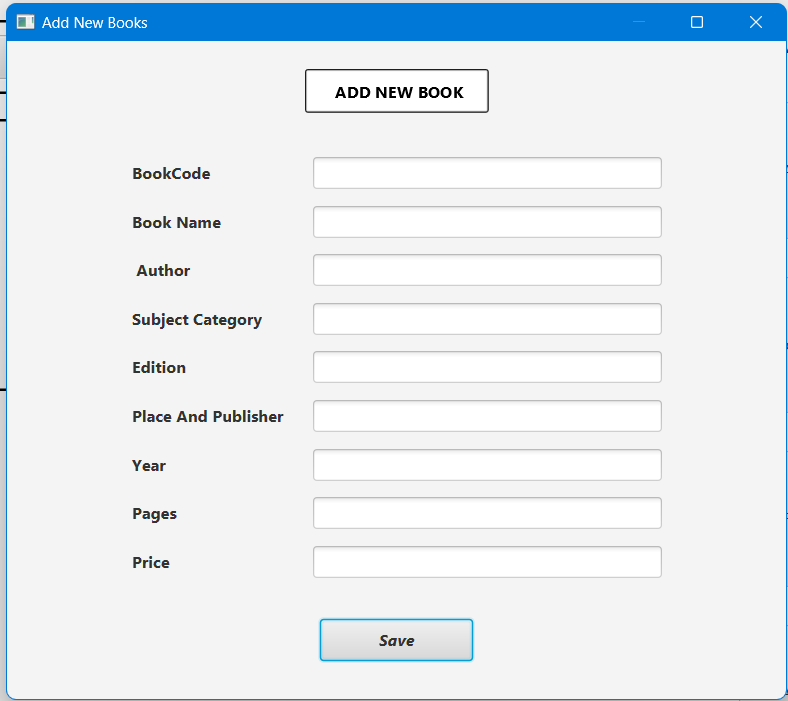 Add New Books
ADD NEW BOOK
BookCode
Book Name
Author
Subject Category
Edition
Place And Publisher
Year
Pages
Price
Save